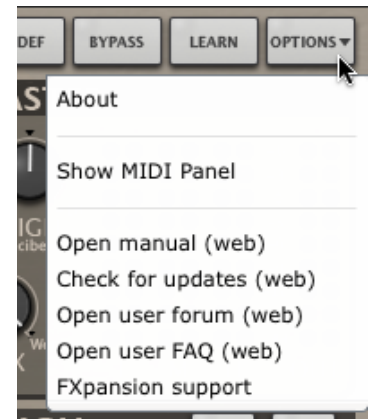 DEF BYPASS LEARN OPTIONS
About
Show MIDI Panel
Open manual (web)
Check for updates (web)
Open user forum (web)
Open user FAQ (web)
FXpansion support